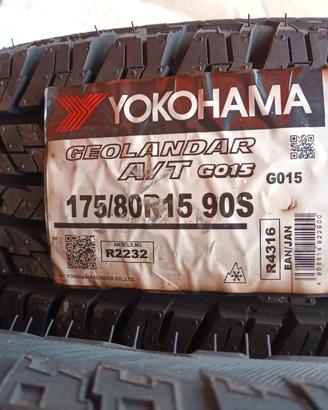 YOKOHAMA
GEOLANDAR
A/T G015
G015
175/80R15 90S
ARTICLE NO.
R2232
R4316
EAN/JAN